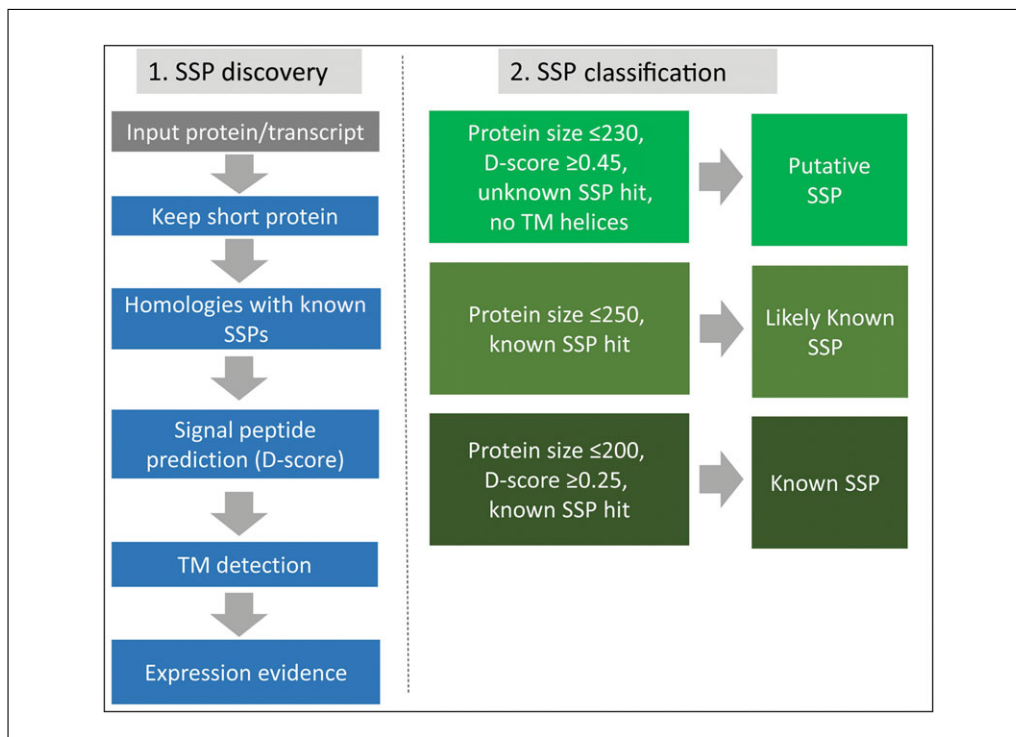 1. SSP discovery
Input protein/transcript
Keep short protein
Homologies with known
SSPs
Signal peptide
prediction (D-score)
TM detection
Expression evidence
2. SSP classification
Protein size ≤230,
D-score ≥0.45,
unknown SSP hit,
no TM helices
Putative
SSP
Protein size ≤250,
known SSP hit
Likely Known
SSP
Protein size ≤200,
D-score ≥0.25,
known SSP hit
Known SSP